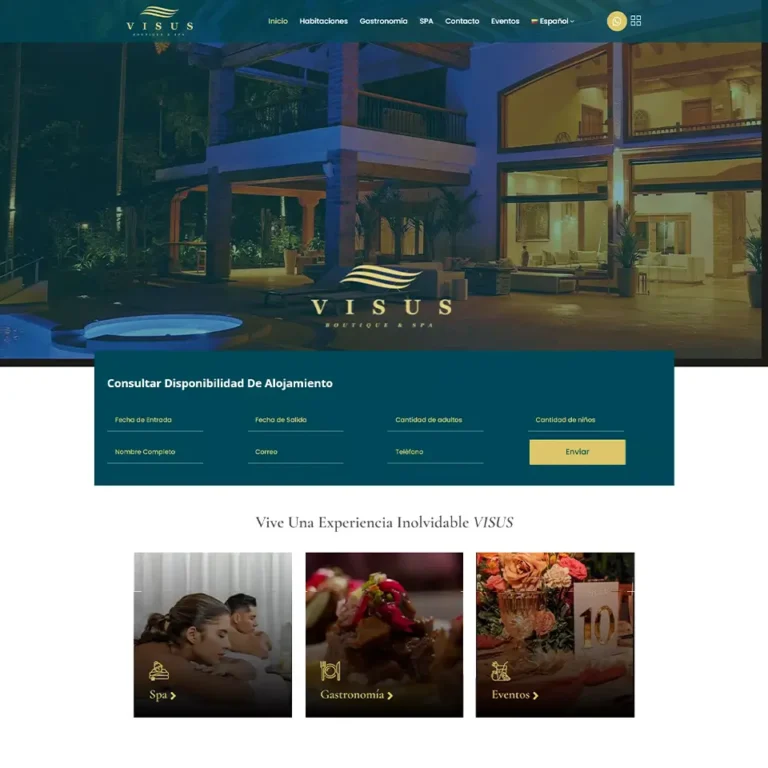 VISUS
BOUTIQUE & SPA
Inicio Habitaciones Gastronomía SPA Contacto Eventos Español
VISUS
BOUTIQUE & SPA
Consultar Disponibilidad De Alojamiento
Fecha de Entrada Fecha de Salida Cantidad de adultos Cantidad de niños
Nombre Completo Correo Teléfono Enviar
Vive Una Experiencia Inolvidable VISUS
10
Spa Gastronomía Eventos